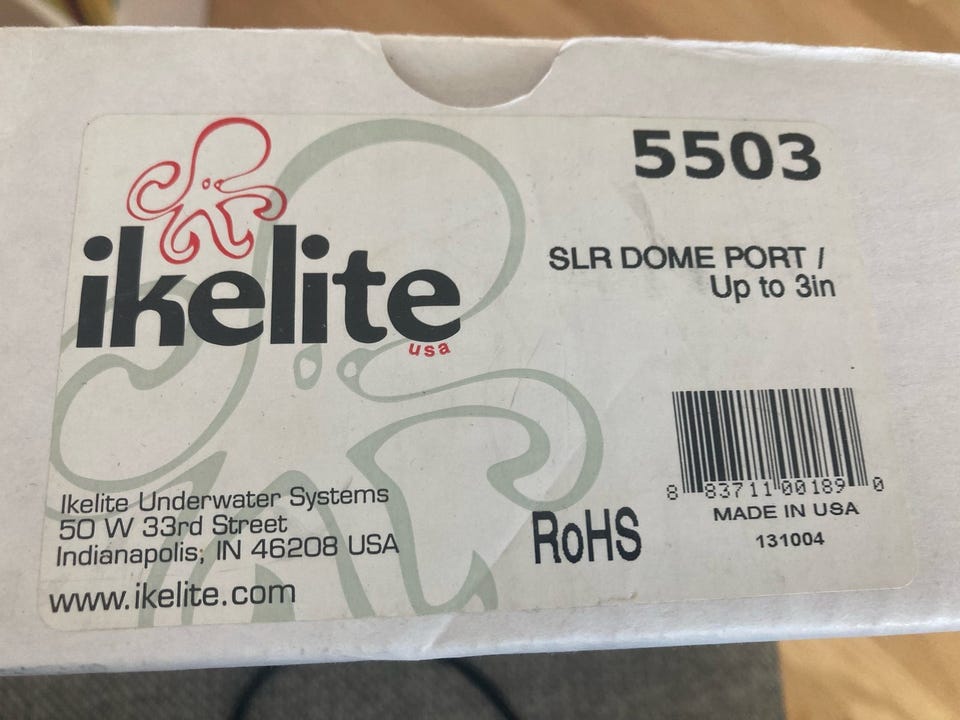 ikelite
usa
5503
SLR DOME PORT /
Up to 3in
8 83711 00189 0
MADE IN USA
131004
RoHS
Ikelite Underwater Systems
50 W 33rd Street
Indianapolis, IN 46208 USA
www.ikelite.com